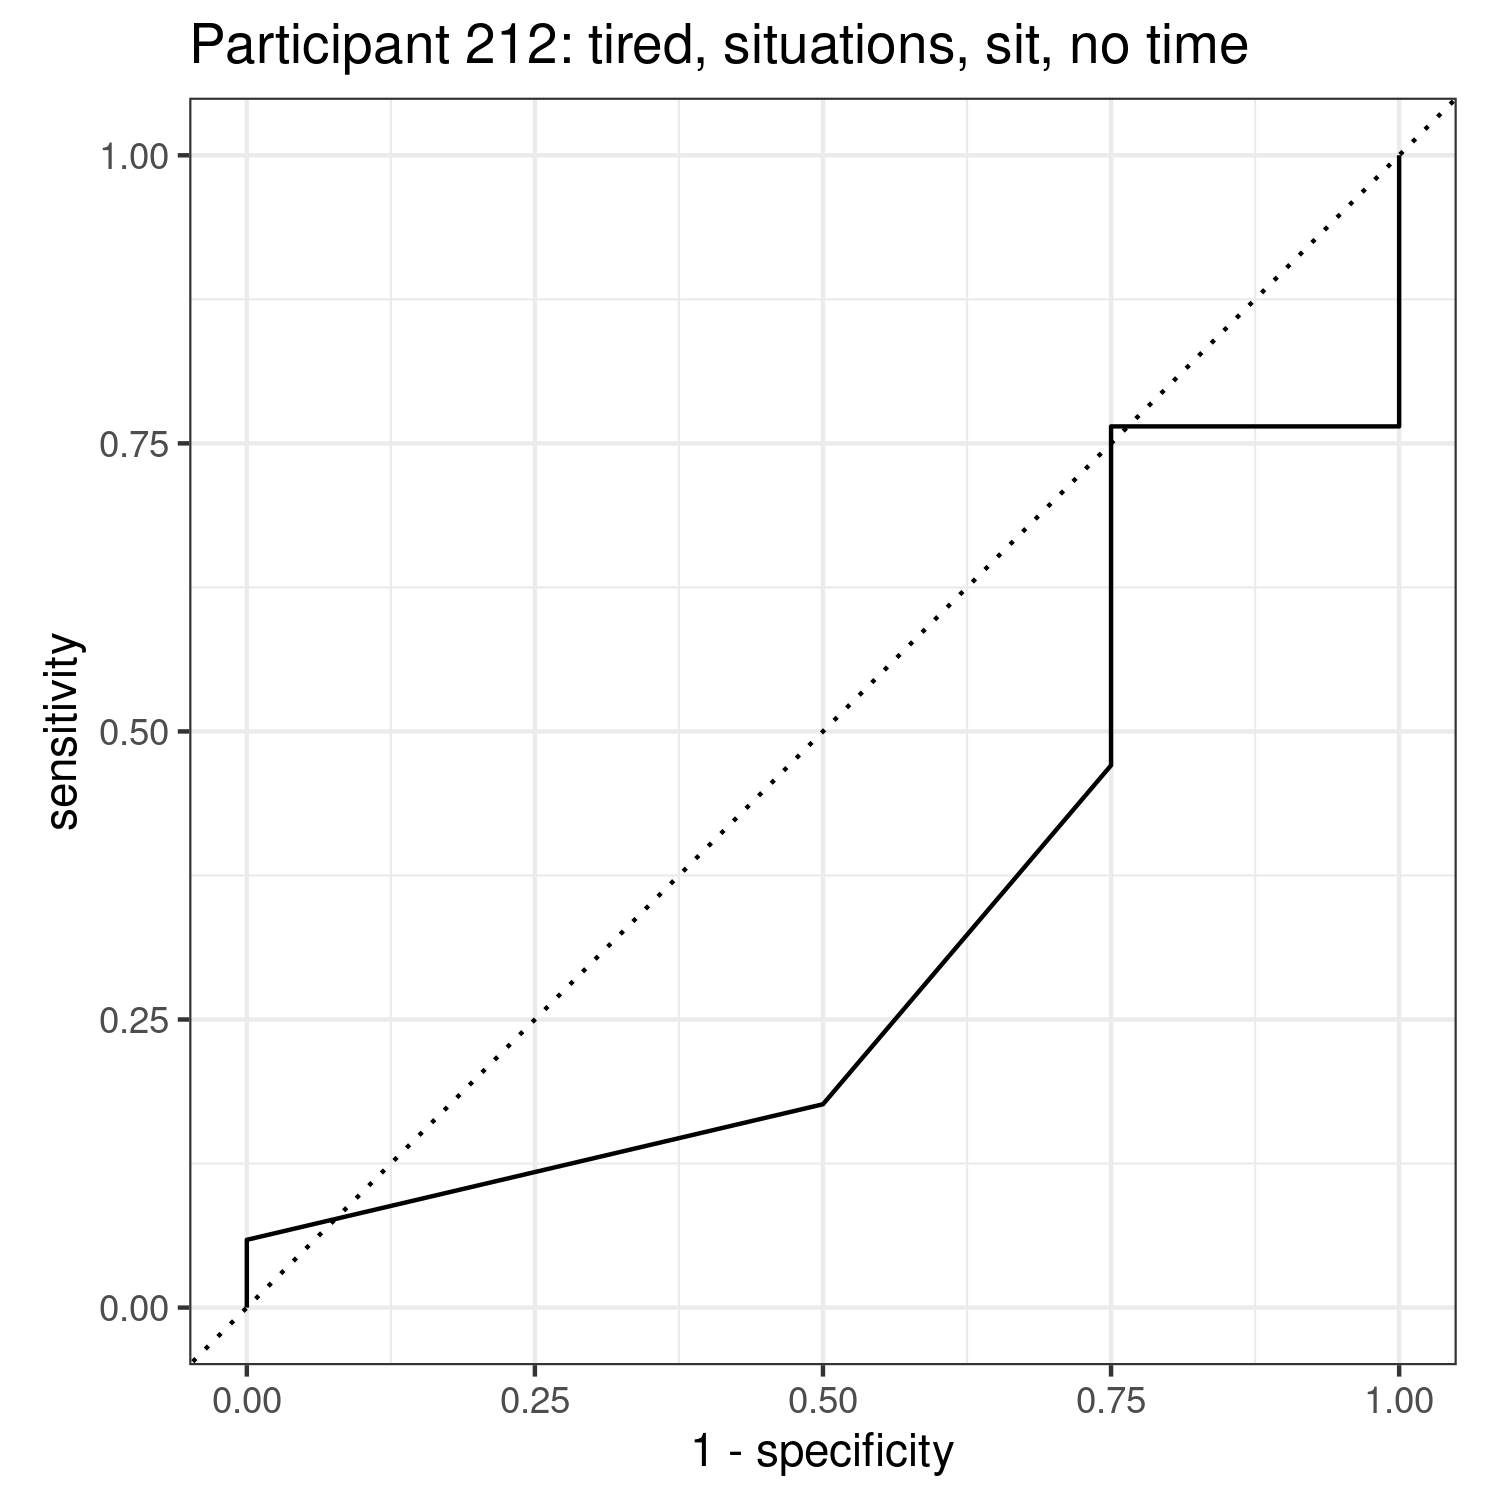 Participant 212: tired, situations, sit, no time
1.00
0.75
0.50
0.25
0.00
sensitivity
0.00 0.25 0.50 0.75 1.00
1 - specificity